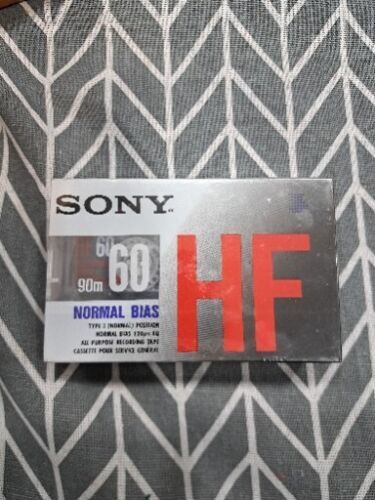 SONY
HF
60
90m 60
NORMAL BIAS
TYPE I (NORMAL) POSITION
NORMAL BIAS 120μs EQ
ALL PURPOSE RECORDING TAPE
CASSETTE POUR SERVICE GENERAL